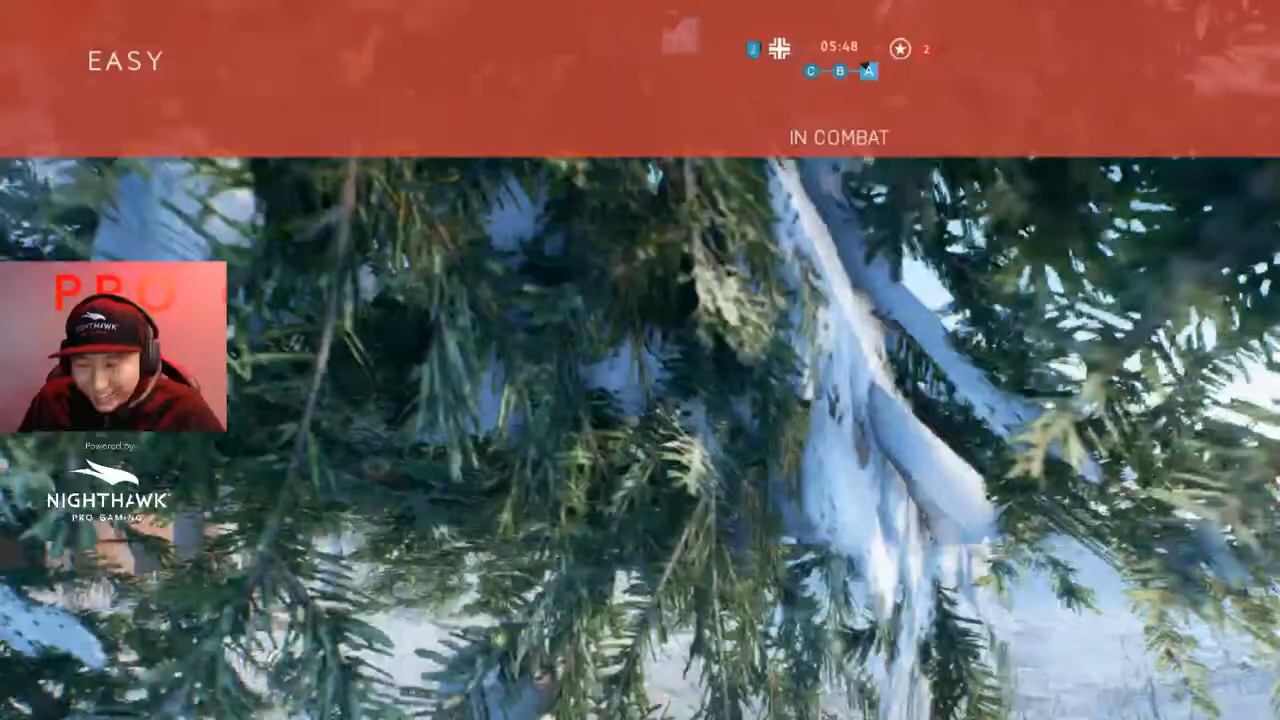 EASY
2 05:48 2
C B A
IN COMBAT
PRO
NIGHTHAWK
Powered by
NIGHTHAWK
PRO GAMING